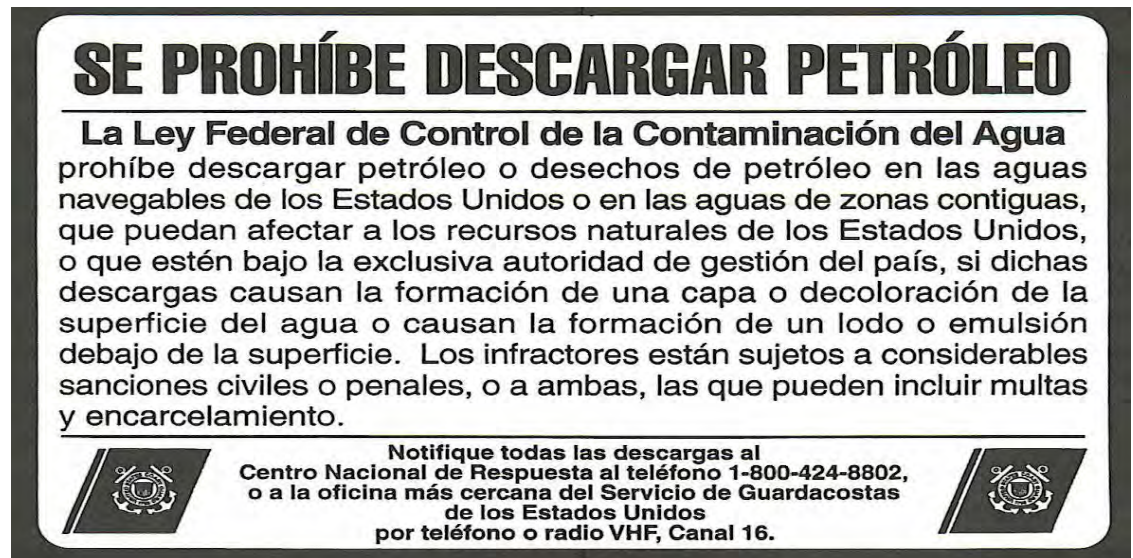 SE PROHÍBE DESCARGAR PETRÓLEO
La Ley Federal de Control de la Contaminación del Agua
prohíbe descargar petróleo o desechos de petróleo en las aguas
navegables de los Estados Unidos o en las aguas de zonas contiguas,
que puedan afectar a los recursos naturales de los Estados Unidos,
o que estén bajo la exclusiva autoridad de gestión del país, si dichas
descargas causan la formación de una capa o decoloración de la
superficie del agua o causan la formación de un lodo o emulsión
debajo de la superficie. Los infractores están sujetos a considerables
sanciones civiles o penales, o a ambas, las que pueden incluir multas
y encarcelamiento.
Notifique todas las descargas al
Centro Nacional de Respuesta al teléfono 1-800-424-8802,
o a la oficina más cercana del Servicio de Guardacostas
de los Estados Unidos
por teléfono o radio VHF, Canal 16.